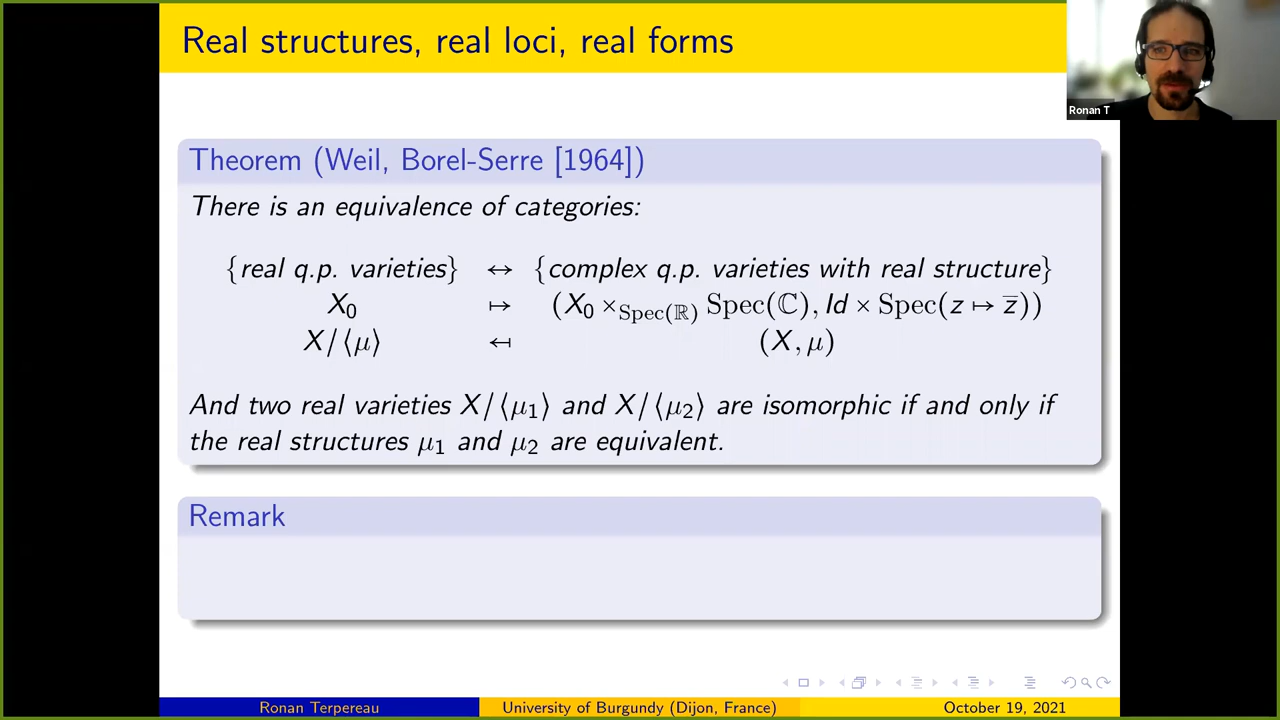 Real structures, real loci, real forms
Ronan T
Theorem (Weil, Borel-Serre [1964])
There is an equivalence of categories:
{real q.p. varieties} ↔ {complex q.p. varieties with real structure}
X₀ ↦ (X₀ ×_Spec(ℝ) Spec(ℂ), Id × Spec(z ↦ z̅))
X/⟨μ⟩ ↤ (X, μ)
And two real varieties X/⟨μ₁⟩ and X/⟨μ₂⟩ are isomorphic if and only if
the real structures μ₁ and μ₂ are equivalent.
Remark
Ronan Terpereau
University of Burgundy (Dijon, France)
October 19, 2021